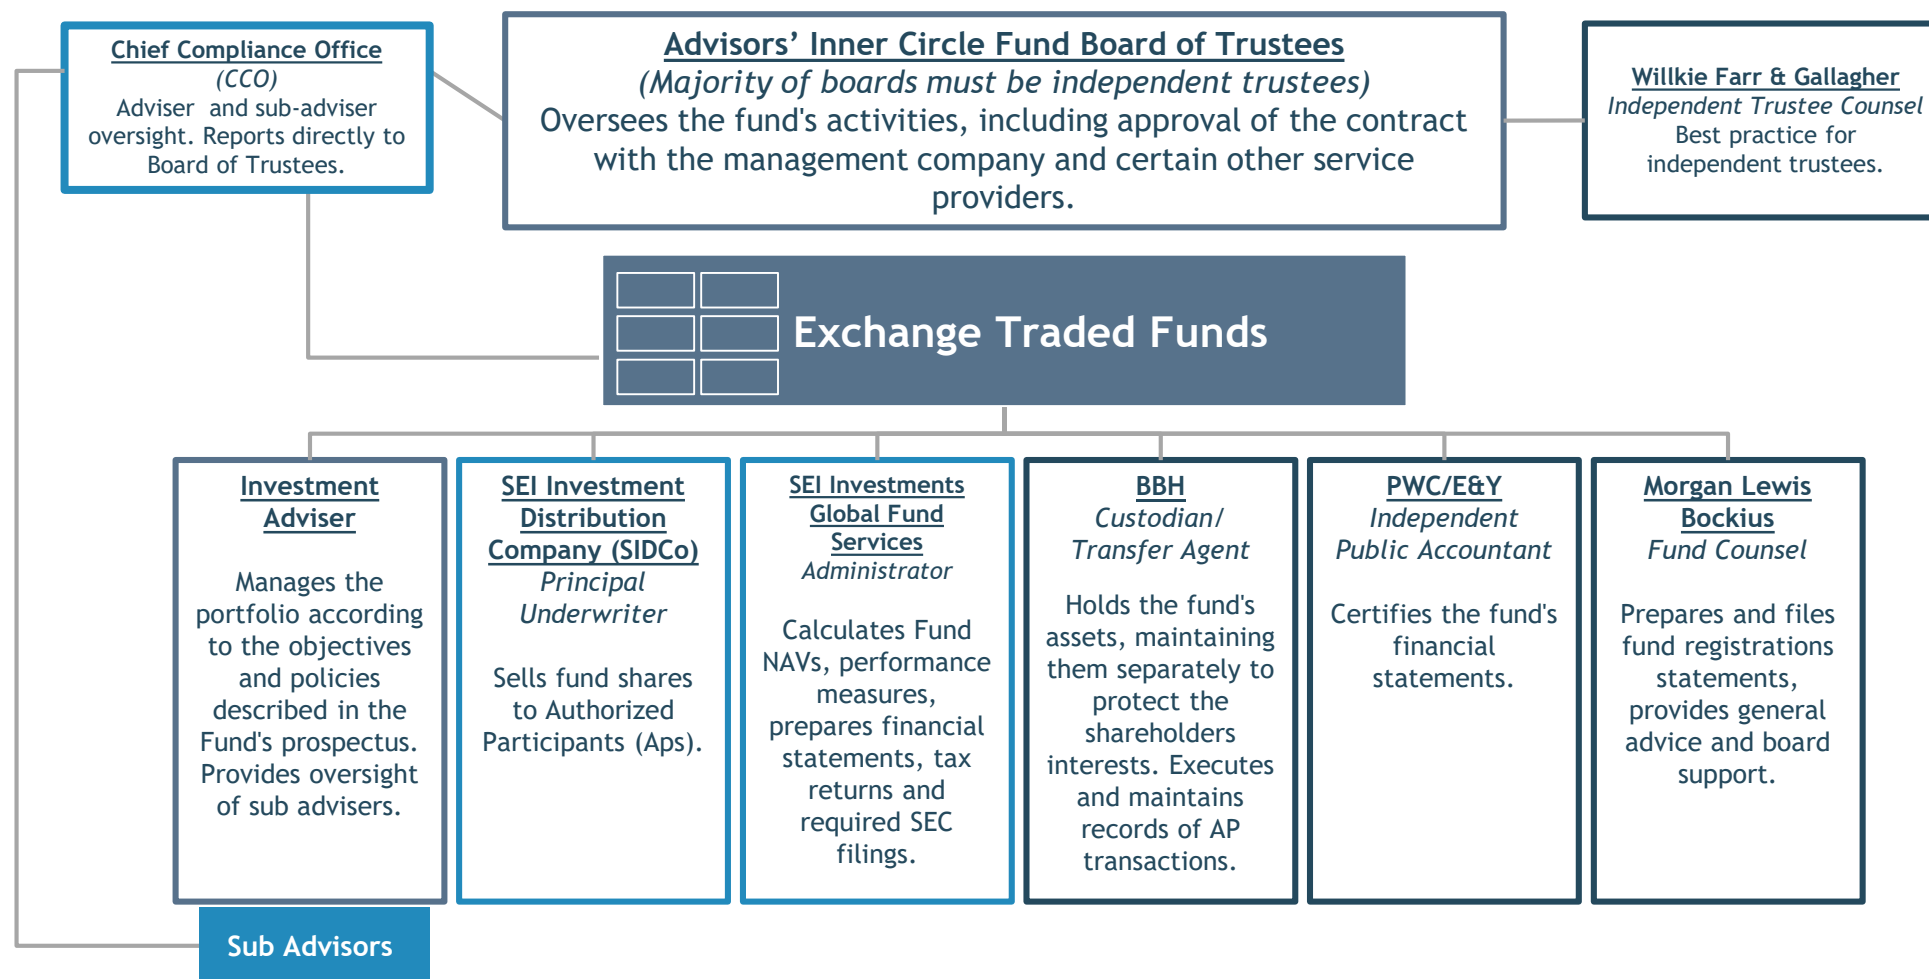 Chief Compliance Office
(CCO)
Adviser and sub-adviser
oversight. Reports directly to
Board of Trustees.
Advisors’ Inner Circle Fund Board of Trustees
(Majority of boards must be independent trustees)
Oversees the fund's activities, including approval of the contract
with the management company and certain other service
providers.
Willkie Farr & Gallagher
Independent Trustee Counsel
Best practice for
independent trustees.
Exchange Traded Funds
Investment
Adviser
Manages the
portfolio according
to the objectives
and policies
described in the
Fund's prospectus.
Provides oversight
of sub advisers.
SEI Investment
Distribution
Company (SIDCo)
Principal
Underwriter
Sells fund shares
to Authorized
Participants (Aps).
SEI Investments
Global Fund
Services
Administrator
Calculates Fund
NAVs, performance
measures,
prepares financial
statements, tax
returns and
required SEC
filings.
BBH
Custodian/
Transfer Agent
Holds the fund's
assets, maintaining
them separately to
protect the
shareholders
interests. Executes
and maintains
records of AP
transactions.
PWC/E&Y
Independent
Public Accountant
Certifies the fund's
financial
statements.
Morgan Lewis
Bockius
Fund Counsel
Prepares and files
fund registrations
statements,
provides general
advice and board
support.
Sub Advisors